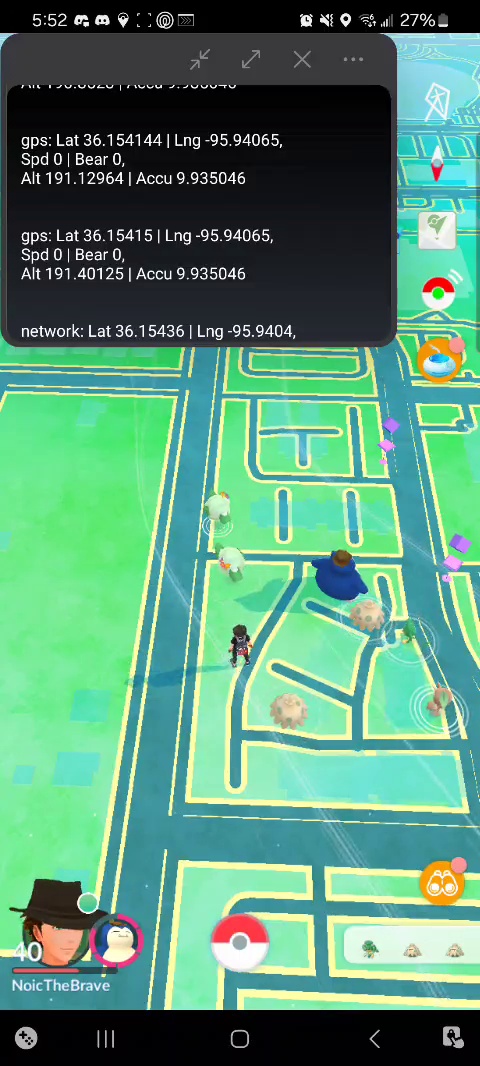 5:52
27%
gps: Lat 36.154144 | Lng -95.94065,
Spd 0 | Bear 0,
Alt 191.12964 | Accu 9.935046
gps: Lat 36.15415 | Lng -95.94065,
Spd 0 | Bear 0,
Alt 191.40125 | Accu 9.935046
network: Lat 36.15436 | Lng -95.9404,
40
NoicTheBrave